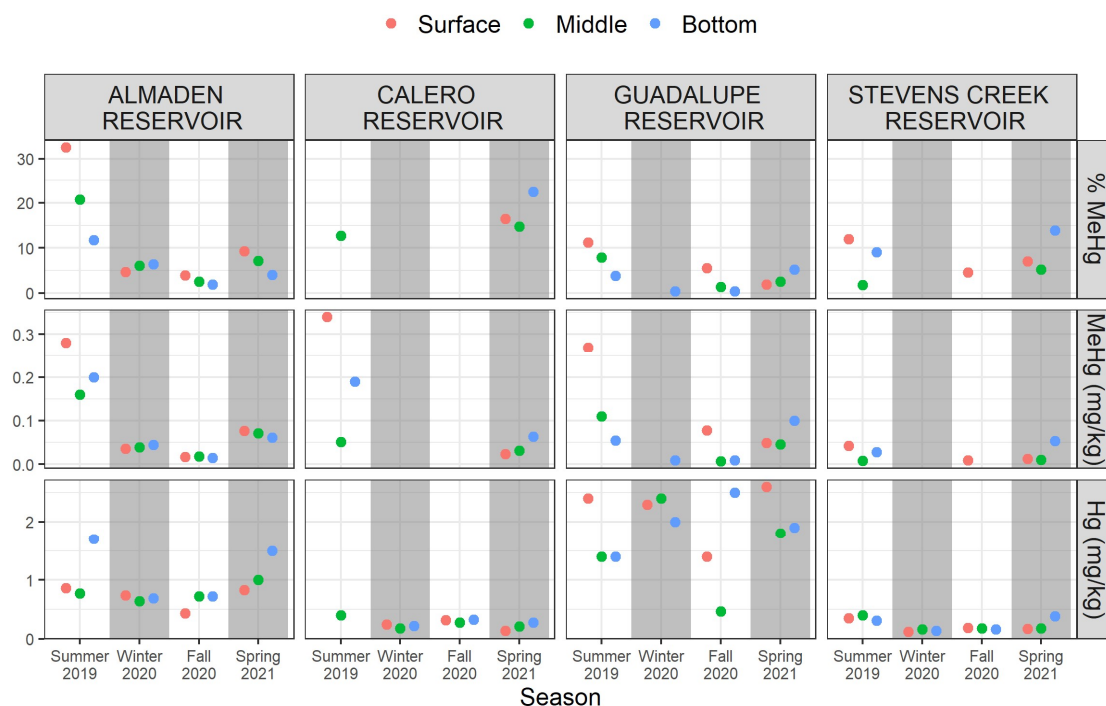 Surface Middle Bottom
ALMADEN RESERVOIR
CALERO RESERVOIR
GUADALUPE RESERVOIR
STEVENS CREEK RESERVOIR
30
20
10
0
% MeHg
0.3
0.2
0.1
0.0
MeHg (mg/kg)
2
1
0
Hg (mg/kg)
Summer 2019
Winter 2020
Fall 2020
Spring 2021
Summer 2019
Winter 2020
Fall 2020
Spring 2021
Summer 2019
Winter 2020
Fall 2020
Spring 2021
Summer 2019
Winter 2020
Fall 2020
Spring 2021
Season